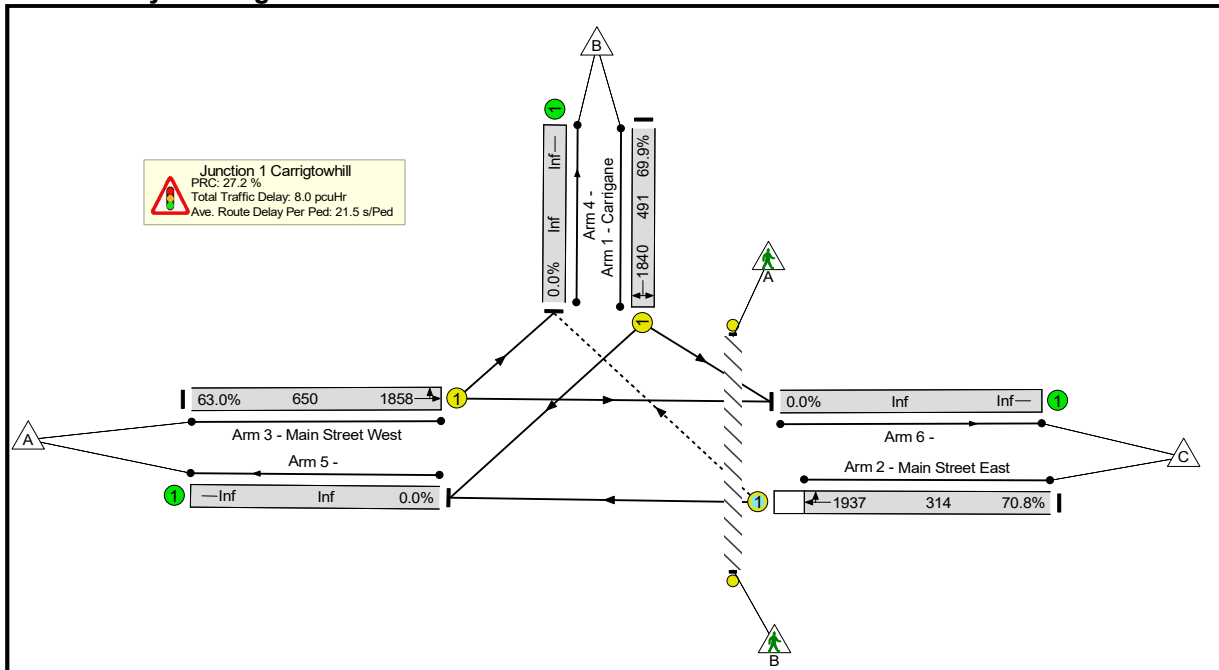 B
1
Inf
Inf
0.0%
Arm 4 -
Arm 1 - Carrigane
69.9%
491
1840
Junction 1 Carrigtowhill
PRC: 27.2 %
Total Traffic Delay: 8.0 pcuHr
Ave. Route Delay Per Ped: 21.5 s/Ped
A
1
63.0% 650 1858
1
0.0% Inf Inf
1
Arm 3 - Main Street West
Arm 6 -
A
C
Arm 5 -
Arm 2 - Main Street East
1
Inf Inf 0.0%
1
1937 314 70.8%
B